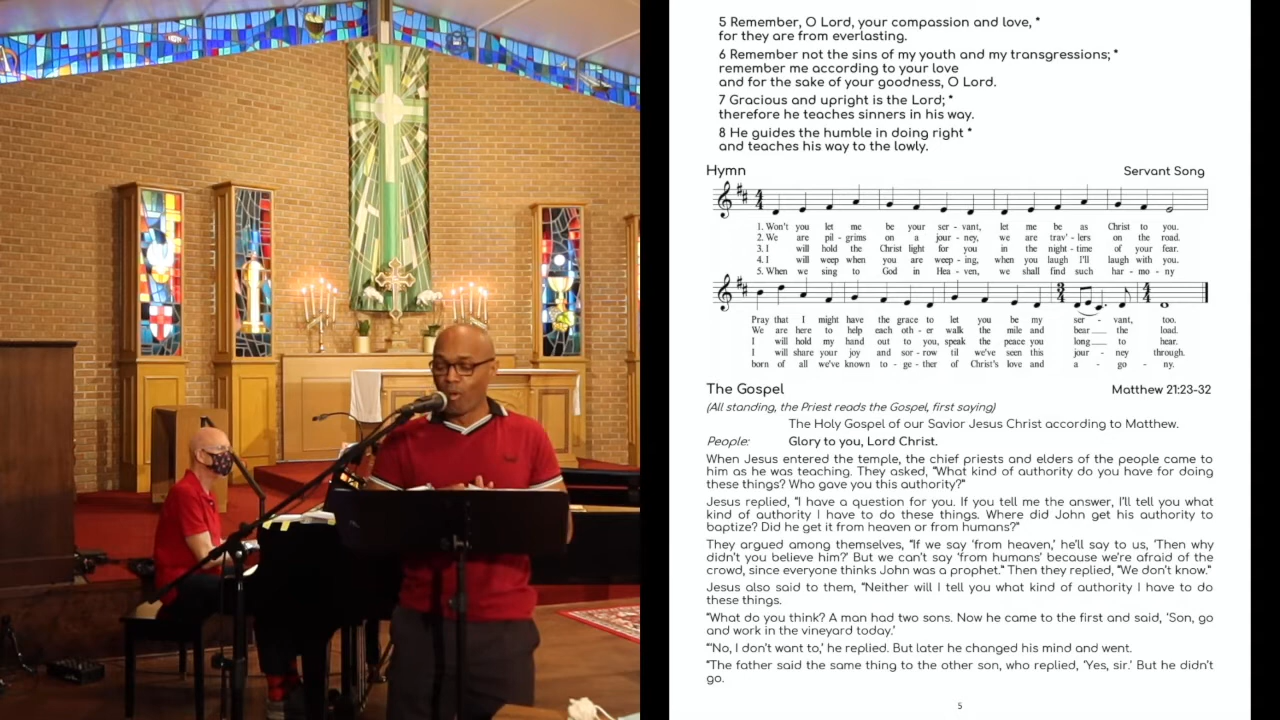 5 Remember, O Lord, your compassion and love, *
for they are from everlasting.
6 Remember not the sins of my youth and my transgressions; *
remember me according to your love
and for the sake of your goodness, O Lord.
7 Gracious and upright is the Lord; *
therefore he teaches sinners in his way.
8 He guides the humble in doing right *
and teaches his way to the lowly.
Hymn Servant Song
1. Won't you let me be your ser - vant, let me be as Christ to you.
2. We are pil - grims on a jour - ney, we are trav' - lers on the road.
3. I will hold the Christ light for you in the night - time of your fear.
4. I will weep when you are weep - ing, when you laugh I'll laugh with you.
5. When we sing to God in Hea - ven, we shall find such har - mo - ny
Pray that I might have the grace to let you be my ser - vant, too.
We are here to help each oth - er walk the mile and bear the load.
I will hold my hand out to you, speak the peace you long to hear.
I will share your joy and sor - row til we've seen this jour - ney through.
born of all we've known to - ge - ther of Christ's love and a - go - ny.
The Gospel Matthew 21:23-32
(All standing, the Priest reads the Gospel, first saying)
The Holy Gospel of our Savior Jesus Christ according to Matthew.
People: Glory to you, Lord Christ.
When Jesus entered the temple, the chief priests and elders of the people came to
him as he was teaching. They asked, “What kind of authority do you have for doing
these things? Who gave you this authority?”
Jesus replied, “I have a question for you. If you tell me the answer, I’ll tell you what
kind of authority I have to do these things. Where did John get his authority to
baptize? Did he get it from heaven or from humans?”
They argued among themselves, “If we say ‘from heaven,’ he’ll say to us, ‘Then why
didn’t you believe him?’ But we can’t say ‘from humans’ because we’re afraid of the
crowd, since everyone thinks John was a prophet.” Then they replied, “We don’t know.”
Jesus also said to them, “Neither will I tell you what kind of authority I have to do
these things.
“What do you think? A man had two sons. Now he came to the first and said, ‘Son, go
and work in the vineyard today.’
“‘No, I don’t want to,’ he replied. But later he changed his mind and went.
“The father said the same thing to the other son, who replied, ‘Yes, sir.’ But he didn’t
go.
5